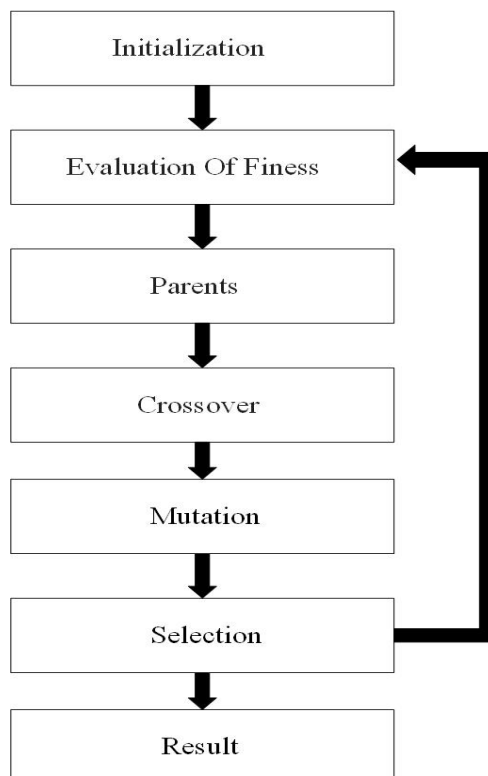 Initialization
Evaluation Of Finess
Parents
Crossover
Mutation
Selection
Result